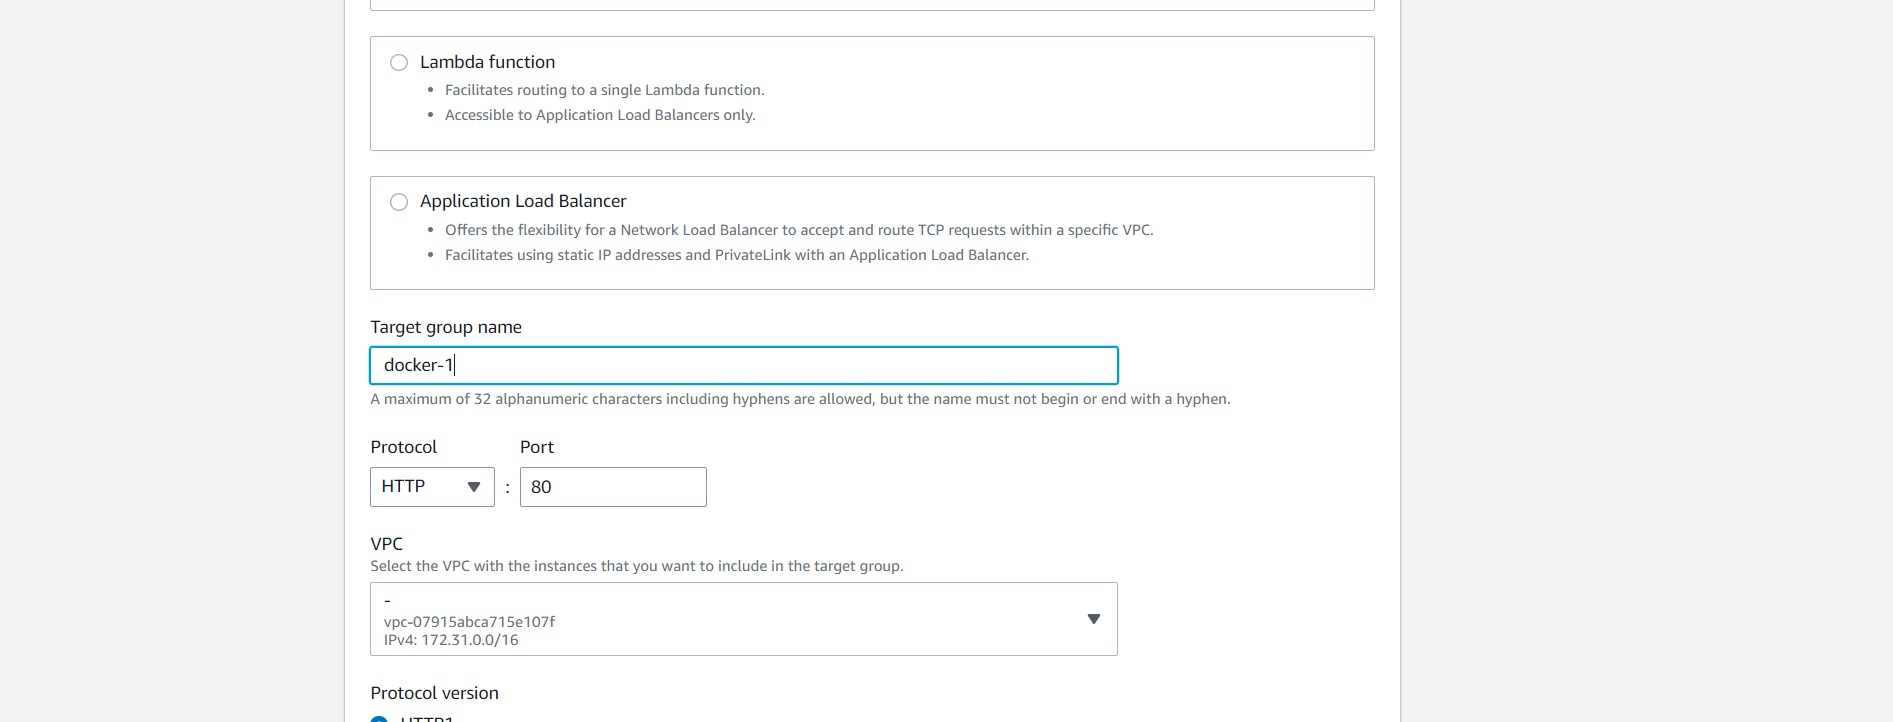 Lambda function
• Facilitates routing to a single Lambda function.
• Accessible to Application Load Balancers only.
Application Load Balancer
• Offers the flexibility for a Network Load Balancer to accept and route TCP requests within a specific VPC.
• Facilitates using static IP addresses and PrivateLink with an Application Load Balancer.
Target group name
docker-1
A maximum of 32 alphanumeric characters including hyphens are allowed, but the name must not begin or end with a hyphen.
Protocol Port
HTTP : 80
VPC
Select the VPC with the instances that you want to include in the target group.
-
vpc-07915abca715e107f
IPv4: 172.31.0.0/16
Protocol version
HTTP1